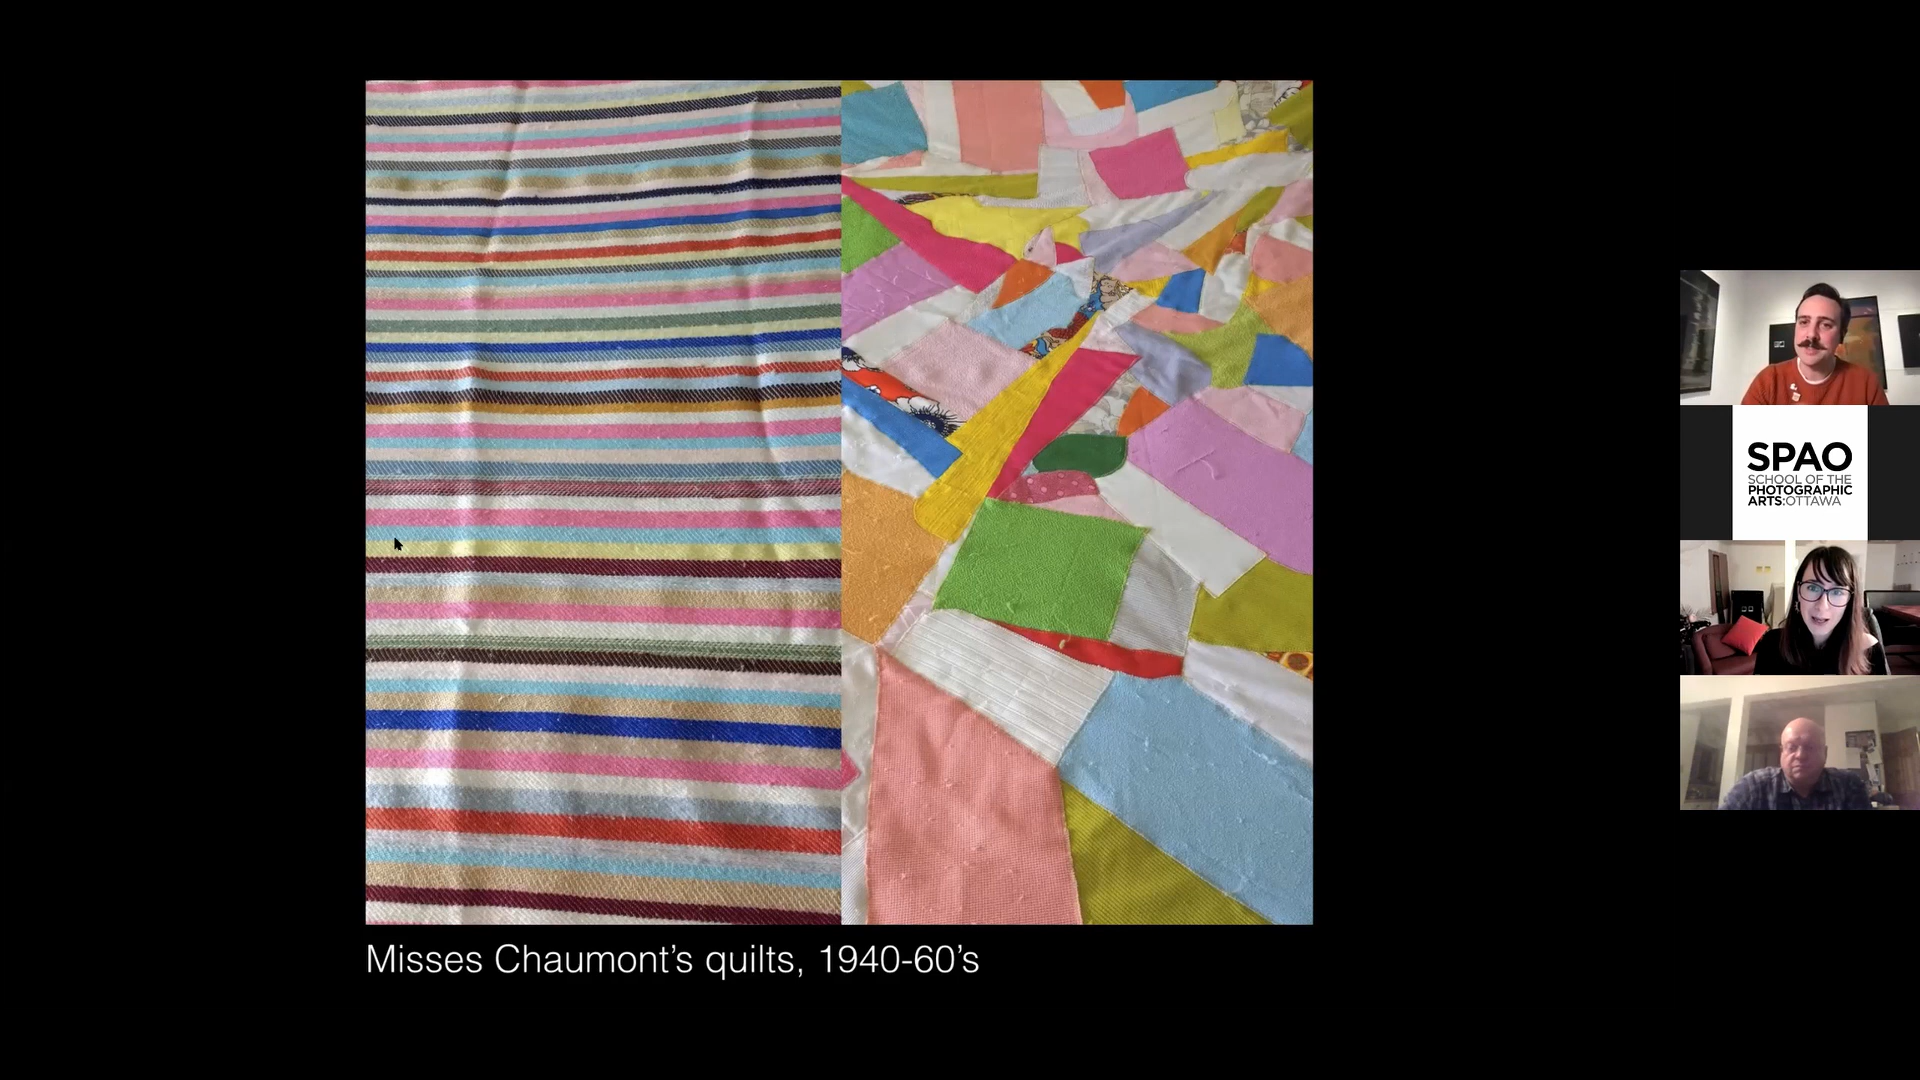 SPAO
SCHOOL OF THE
PHOTOGRAPHIC
ARTS:OTTAWA
Misses Chaumont’s quilts, 1940-60’s